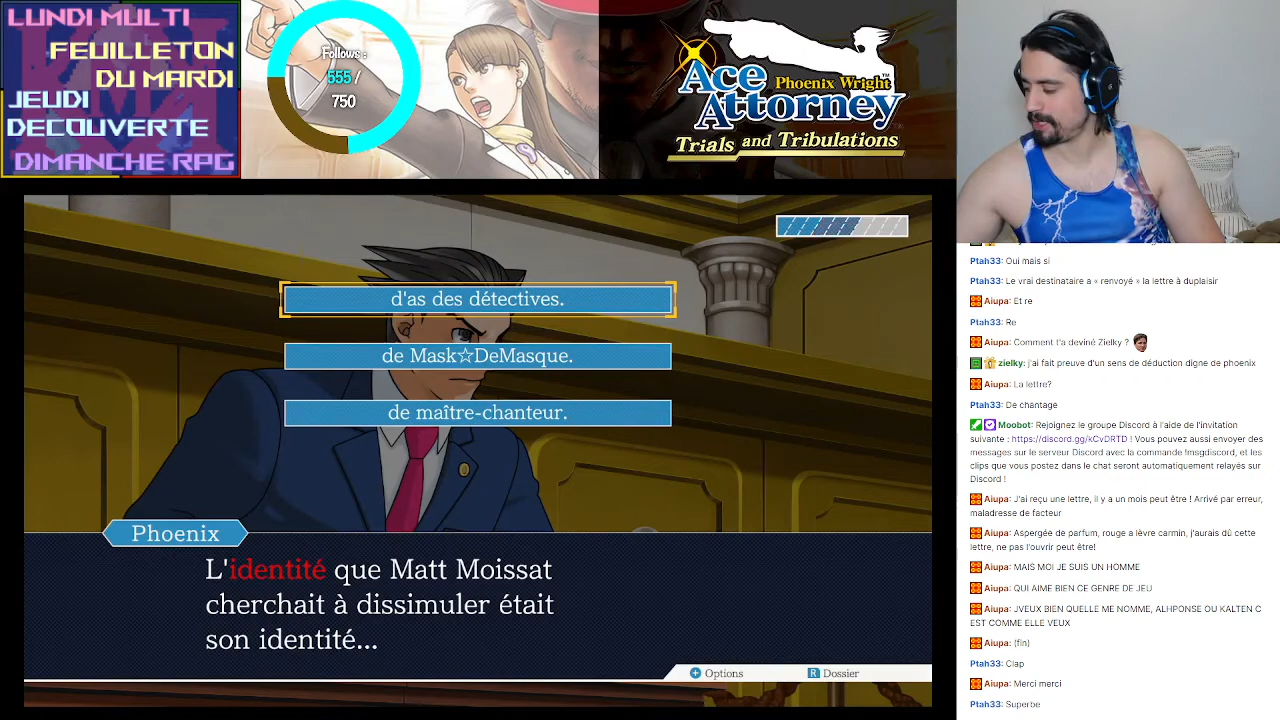 LUNDI MULTI
FEUILLETON
DU MARDI
JEUDI
DECOUVERTE
DIMANCHE RPG
Follows :
555 /
750
Phoenix Wright™
Ace
Attorney
Trials and Tribulations
d'as des détectives.
de Mask☆DeMasque.
de maître-chanteur.
Phoenix
L'identité que Matt Moissat
cherchait à dissimuler était
son identité...
Options
R Dossier
Ptah33: Oui mais si
Ptah33: Le vrai destinataire a « renvoyé » la lettre à duplaisir
Aiupa: Et re
Ptah33: Re
Aiupa: Comment t'a deviné Zielky ?
zielky: j'ai fait preuve d'un sens de déduction digne de phoenix
Aiupa: La lettre?
Ptah33: De chantage
Moobot: Rejoignez le groupe Discord à l'aide de l'invitation
suivante : https://discord.gg/kCvDRTD ! Vous pouvez aussi envoyer des
messages sur le serveur Discord avec la commande !msgdiscord, et les
clips que vous postez dans le chat seront automatiquement relayés sur
Discord !
Aiupa: J'ai reçu une lettre, il y a un mois peut être ! Arrivé par erreur,
maladresse de facteur
Aiupa: Aspergée de parfum, rouge a lèvre carmin, j'aurais dû cette
lettre, ne pas l'ouvrir peut être!
Aiupa: MAIS MOI JE SUIS UN HOMME
Aiupa: QUI AIME BIEN CE GENRE DE JEU
Aiupa: JVEUX BIEN QUELLE ME NOMME, ALHPONSE OU KALTEN C
EST COMME ELLE VEUX
Aiupa: (fin)
Ptah33: Clap
Aiupa: Merci merci
Ptah33: Superbe